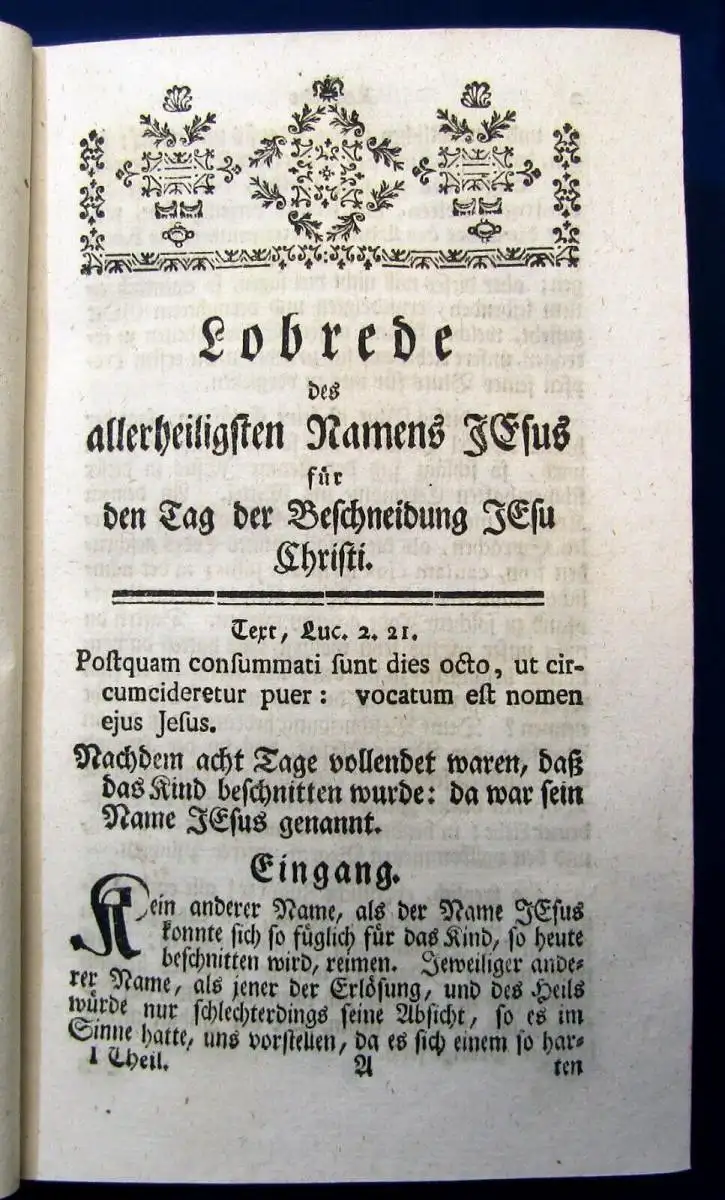 Lobrede
des
allerheiligsten Namens JEsus
für
den Tag der Beschneidung JEsu
Christi.
Text, Luc. 2. 21.
Postquam consummati sunt dies octo, ut cir-
cumcideretur puer: vocatum est nomen
ejus Jesus.
Nachdem acht Tage vollendet waren, daß
das Kind beschnitten wurde: da war sein
Name JEsus genannt.
Eingang.
Kein anderer Name, als der Name JEsus
konnte sich so füglich für das Kind, so heute
beschnitten wird, reimen. Jeweiliger ande-
rer Name, als jener der Erlösung, und des Heils
würde nur schlechterdings seine Absicht, so es im
Sinne hatte, uns vorstellen, da es sich einem so har-
I Theil. A ten